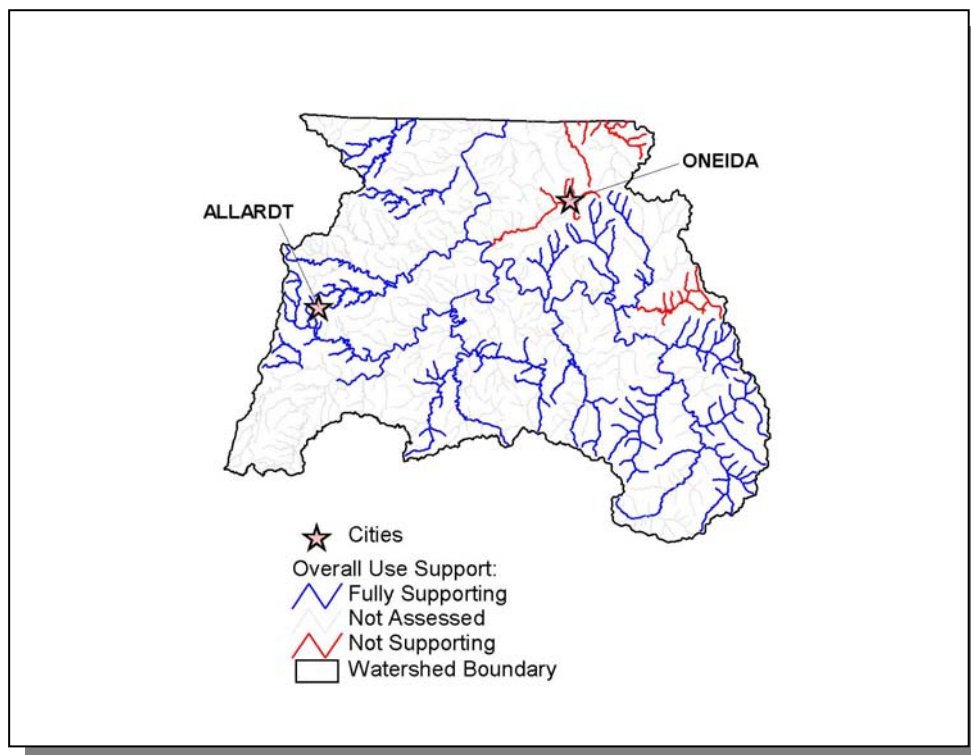 ONEIDA
ALLARDT
Cities
Overall Use Support:
Fully Supporting
Not Assessed
Not Supporting
Watershed Boundary